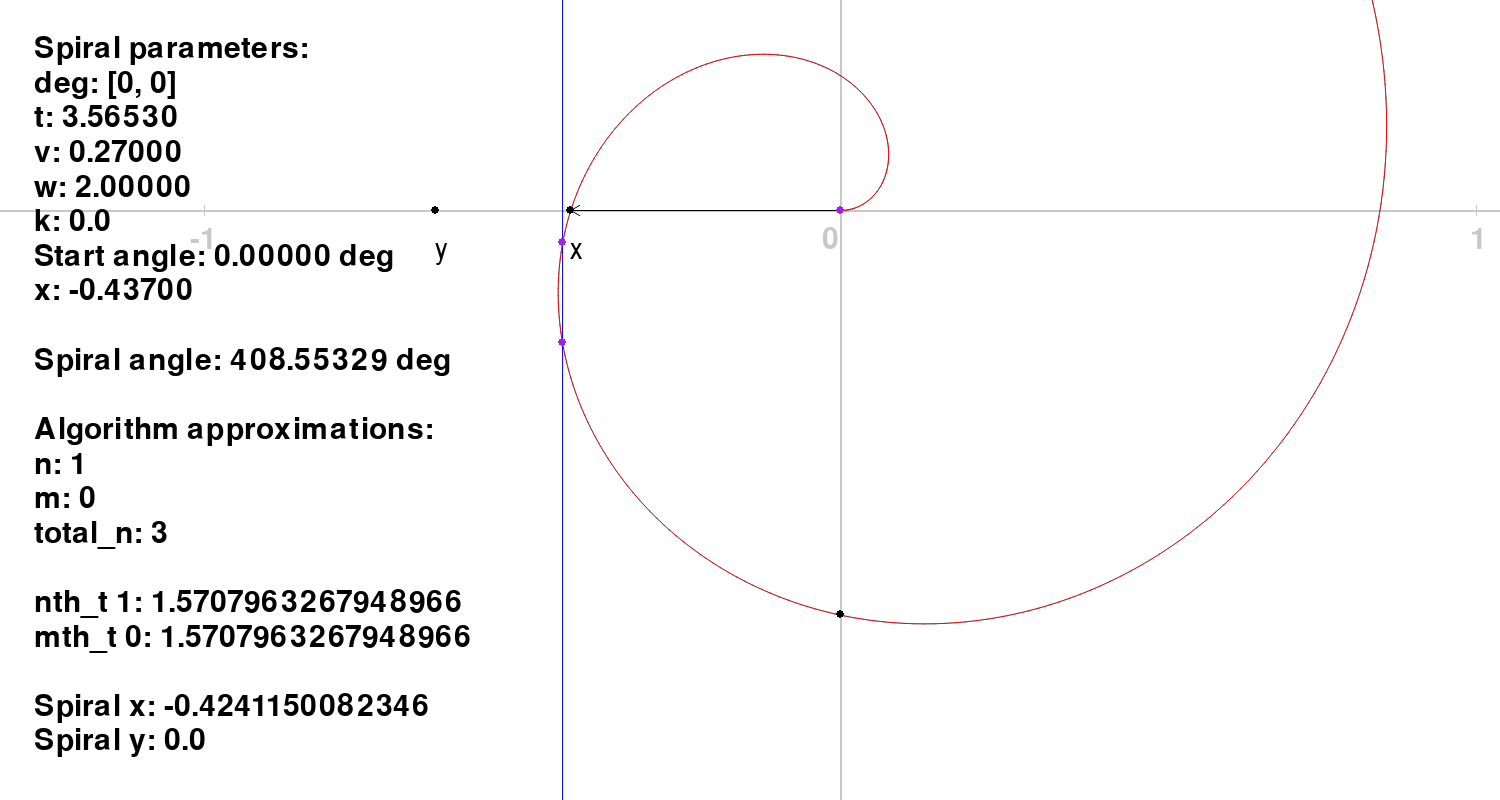 Spiral parameters:
deg: [0, 0]
t: 3.56530
v: 0.27000
w: 2.00000
k: 0.0
-1
0
1
Start angle: 0.00000 deg
y
x
x: -0.43700
Spiral angle: 408.55329 deg
Algorithm approximations:
n: 1
m: 0
total_n: 3
nth_t 1: 1.5707963267948966
mth_t 0: 1.5707963267948966
Spiral x: -0.4241150082346
Spiral y: 0.0